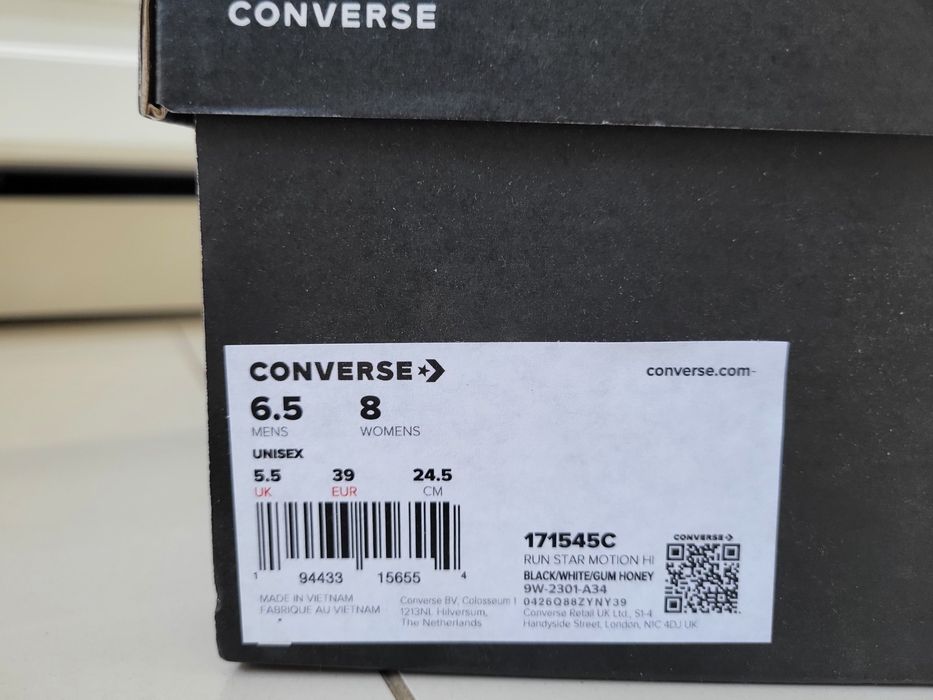 CONVERSE
CONVERSE
converse.com
6.5 8
MENS WOMENS
UNISEX
5.5 39 24.5
UK EUR CM
1 94433 15655 4
MADE IN VIETNAM
FABRIQUE AU VIETNAM
Converse BV, Colosseum 1
1213NL Hilversum,
The Netherlands
171545C
RUN STAR MOTION HI
BLACK/WHITE/GUM HONEY
9W-2301-A34
0426Q88ZYNY39
Converse Retail UK Ltd., S1-4
Handyside Street, London, N1C 4DJ UK
CONVERSE